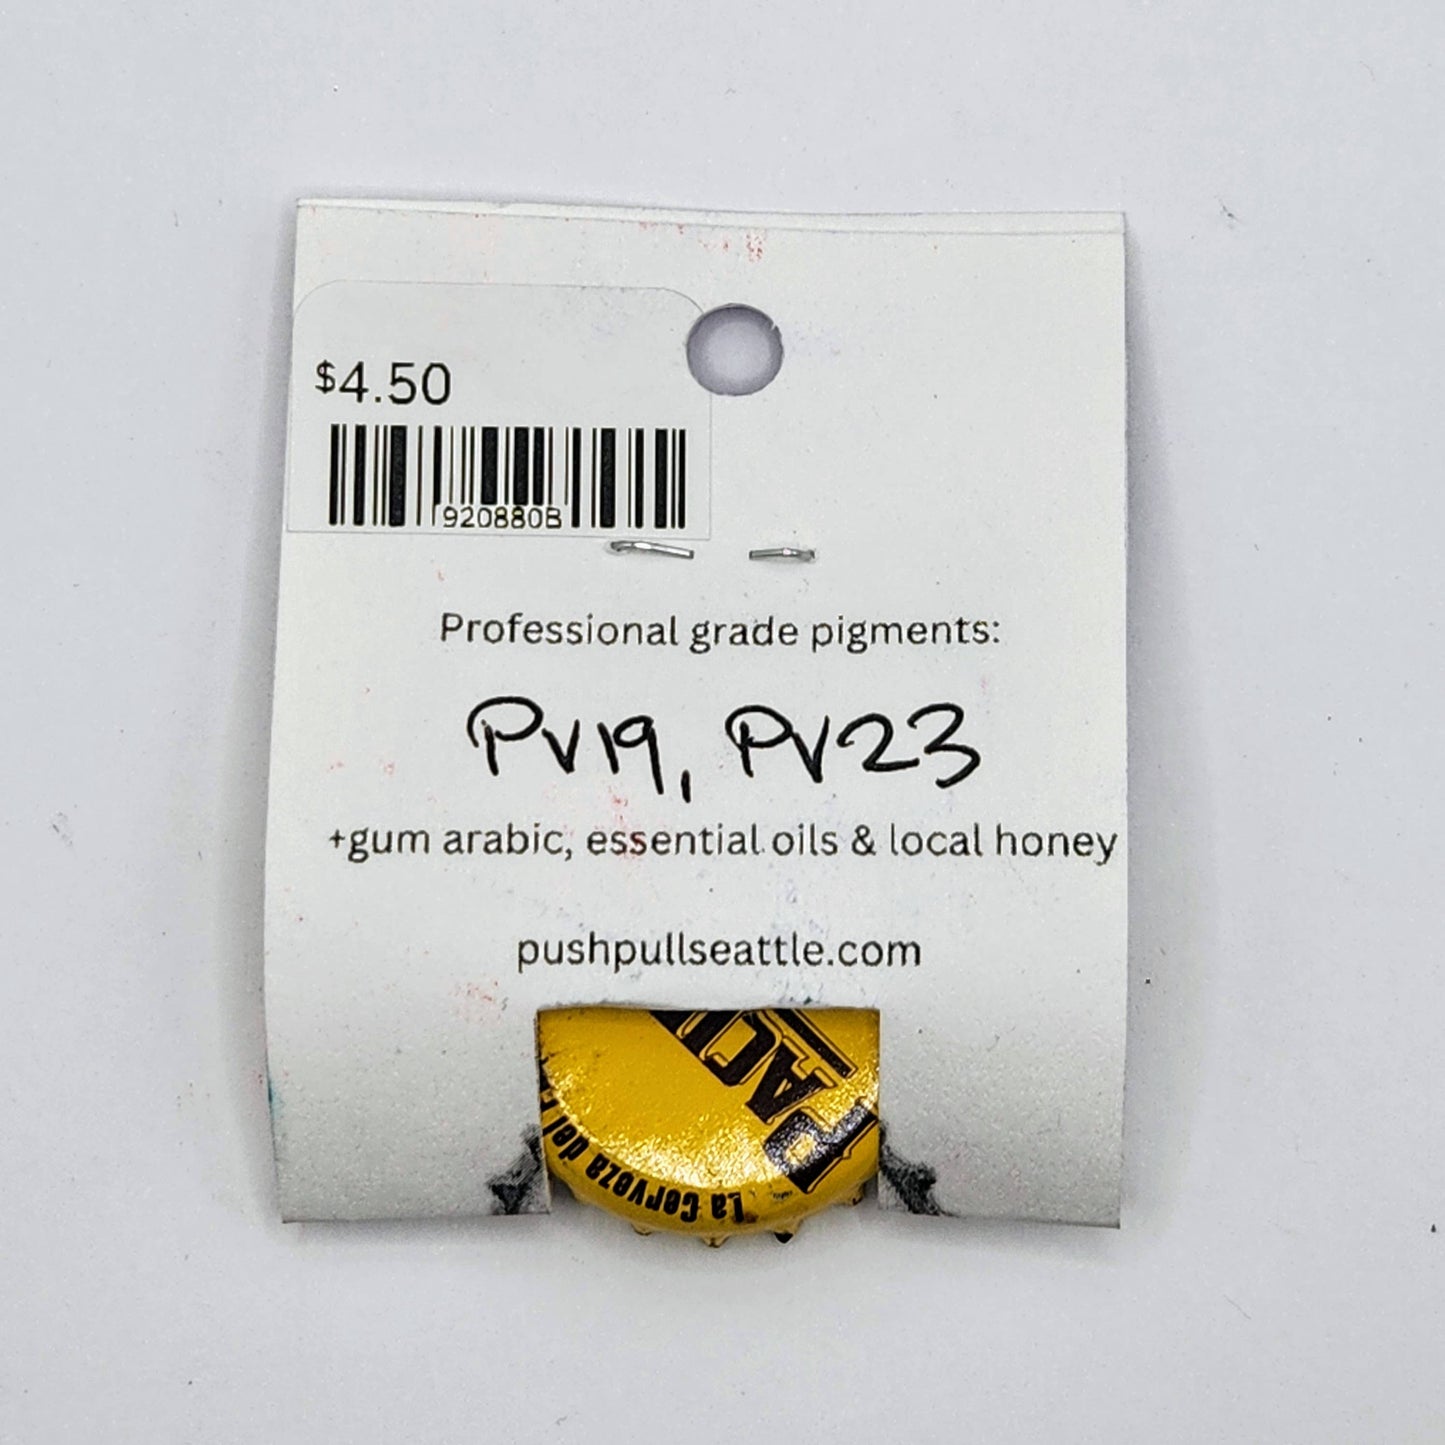 $4.50
920880B
Professional grade pigments:
PV19, PV23
+gum arabic, essential oils & local honey
pushpullseattle.com
La Cerveza del